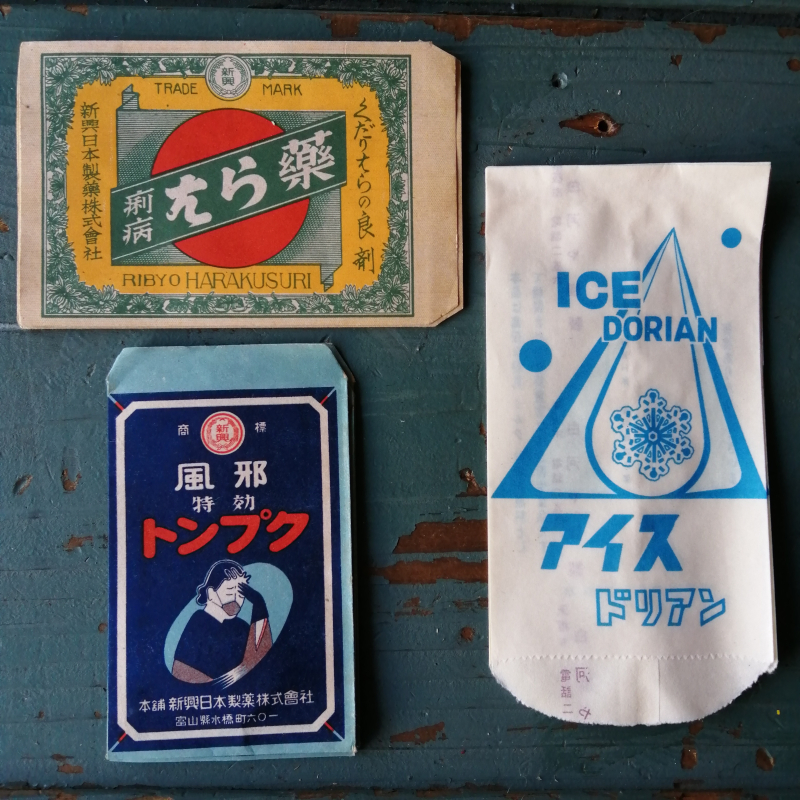 新興
TRADE MARK
新興日本製薬株式會社
くだりはらの良剤
痢病
はら薬
RIBYO HARAKUSURI
商標
新興
風邪
特効
トンプク
本舗 新興日本製薬株式會社
富山縣水橋町六〇一
ICE
DORIAN
アイス
ドリアン